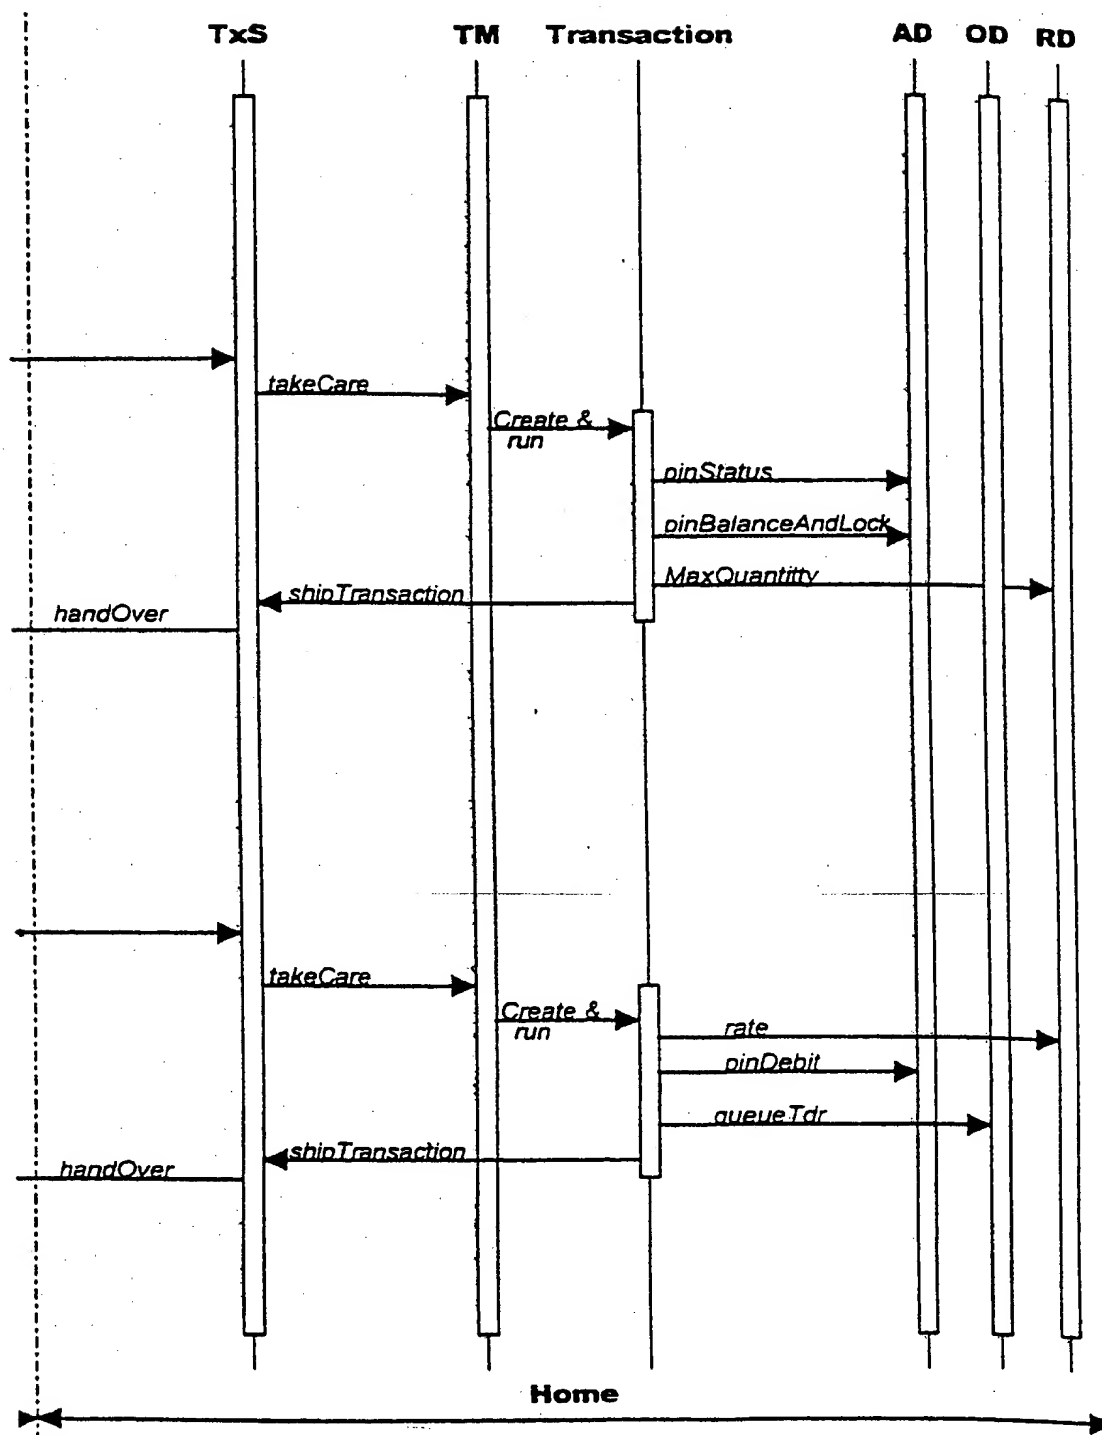 TxS TM Transaction AD OD RD
takeCare
Create &
run
pinStatus
pinBalanceAndLock
MaxQuantitty
shipTransaction
handOver
takeCare
Create &
run
rate
pinDebit
queueTdr
shipTransaction
handOver
Home